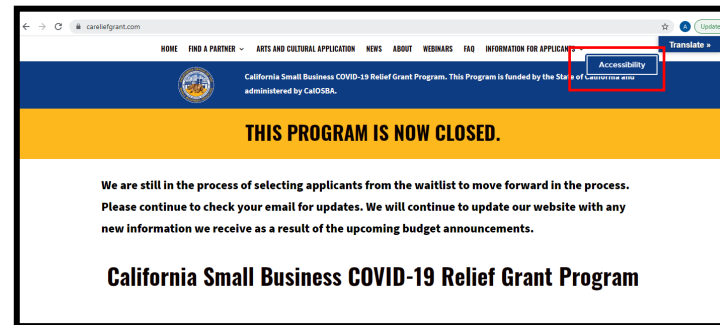 careliefgrant.com
A
Update
HOME FIND A PARTNER ARTS AND CULTURAL APPLICATION NEWS ABOUT WEBINARS FAQ INFORMATION FOR APPLICANTS
Translate »
Accessibility
California Small Business COVID-19 Relief Grant Program. This Program is funded by the State of California and
administered by CalOSBA.
THIS PROGRAM IS NOW CLOSED.
We are still in the process of selecting applicants from the waitlist to move forward in the process.
Please continue to check your email for updates. We will continue to update our website with any
new information we receive as a result of the upcoming budget announcements.
California Small Business COVID-19 Relief Grant Program